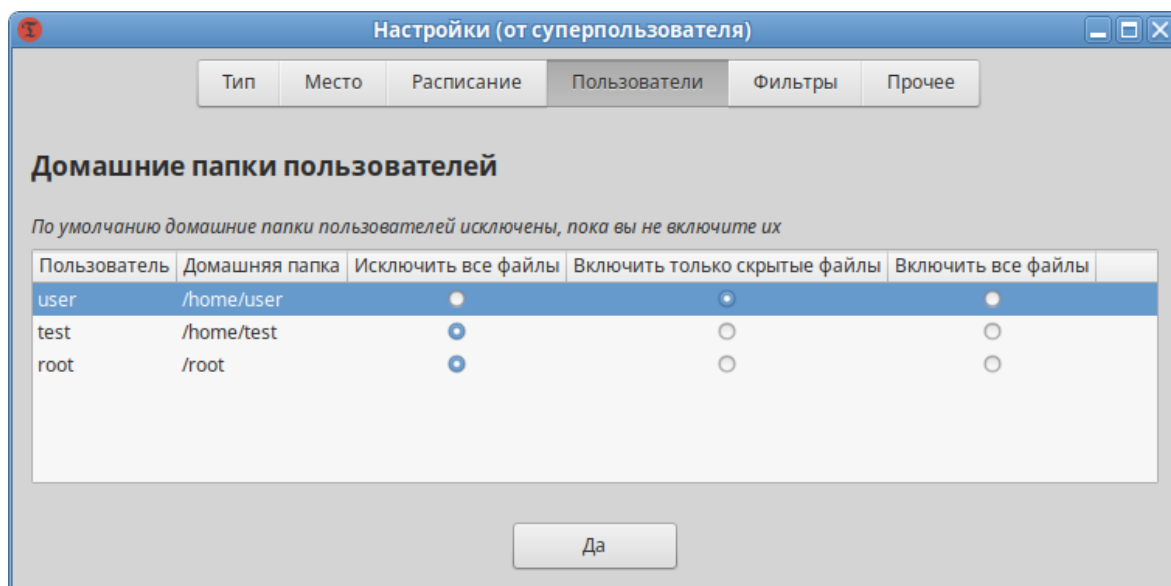 Настройки (от суперпользователя)
Тип Место Расписание Пользователи Фильтры Прочее
Домашние папки пользователей
По умолчанию домашние папки пользователей исключены, пока вы не включите их
Пользователь Домашняя папка Исключить все файлы Включить только скрытые файлы Включить все файлы
user /home/user
test /home/test
root /root
Да